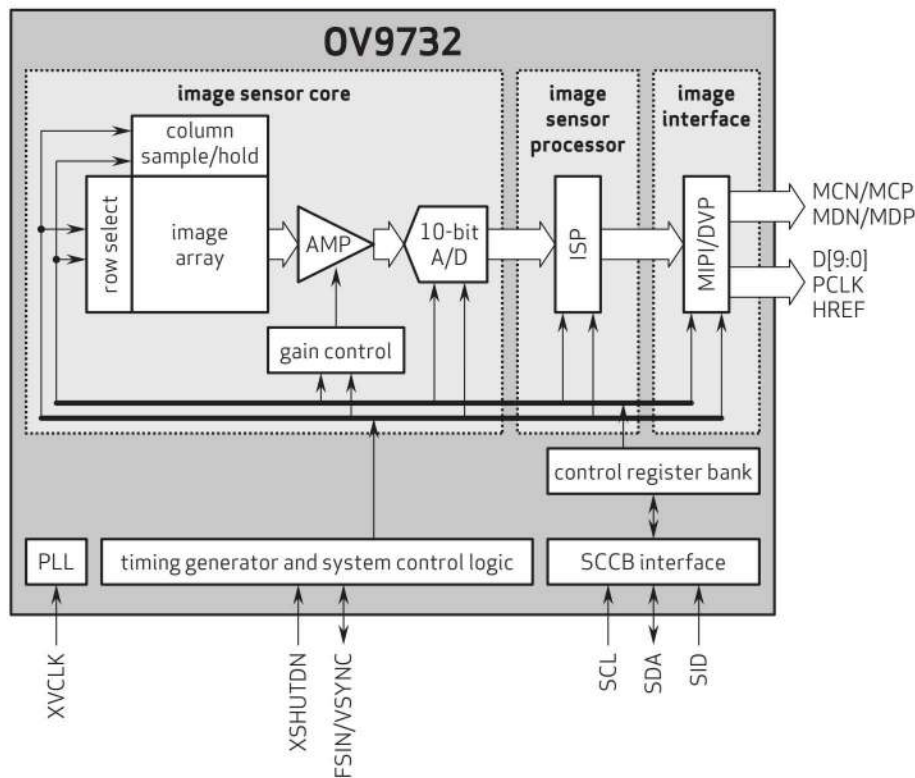 OV9732
image sensor core
image
sensor
processor
image
interface
column
sample/hold
row select
image
array
AMP
10-bit
A/D
ISP
MIPI/DVP
MCN/MCP
MDN/MDP
D[9:0]
PCLK
HREF
gain control
control register bank
PLL
timing generator and system control logic
SCCB interface
XVCLK
XSHUTDN
FSIN/VSYNC
SCL
SDA
SID